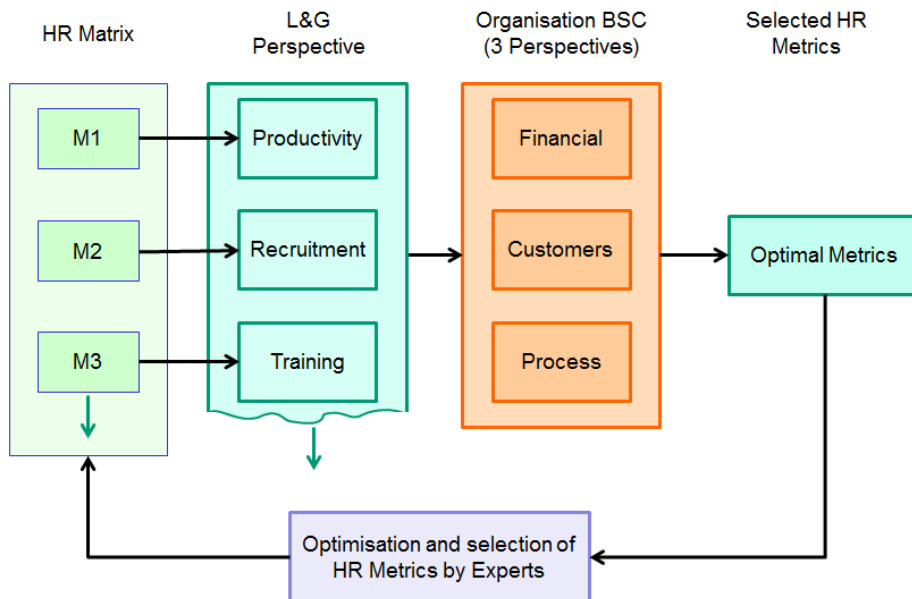 HR Matrix
L&G
Perspective
Organisation BSC
(3 Perspectives)
Selected HR
Metrics
M1
Productivity
Financial
M2
Recruitment
Customers
Optimal Metrics
M3
Training
Process
Optimisation and selection of
HR Metrics by Experts